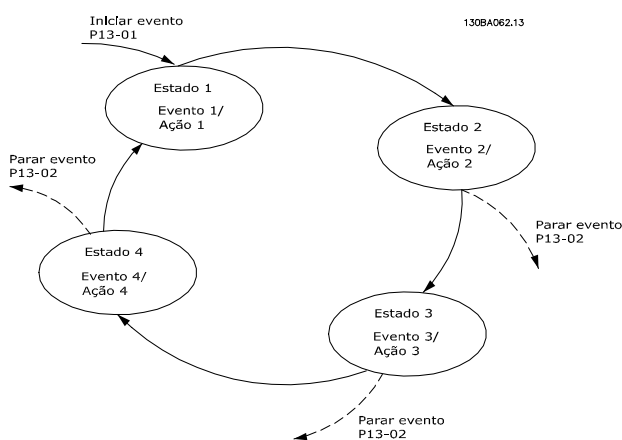 Iniciar evento
P13-01
130BA062.13
Estado 1
Evento 1/
Ação 1
Estado 2
Evento 2/
Ação 2
Parar evento
P13-02
Parar evento
P13-02
Estado 4
Evento 4/
Ação 4
Estado 3
Evento 3/
Ação 3
Parar evento
P13-02